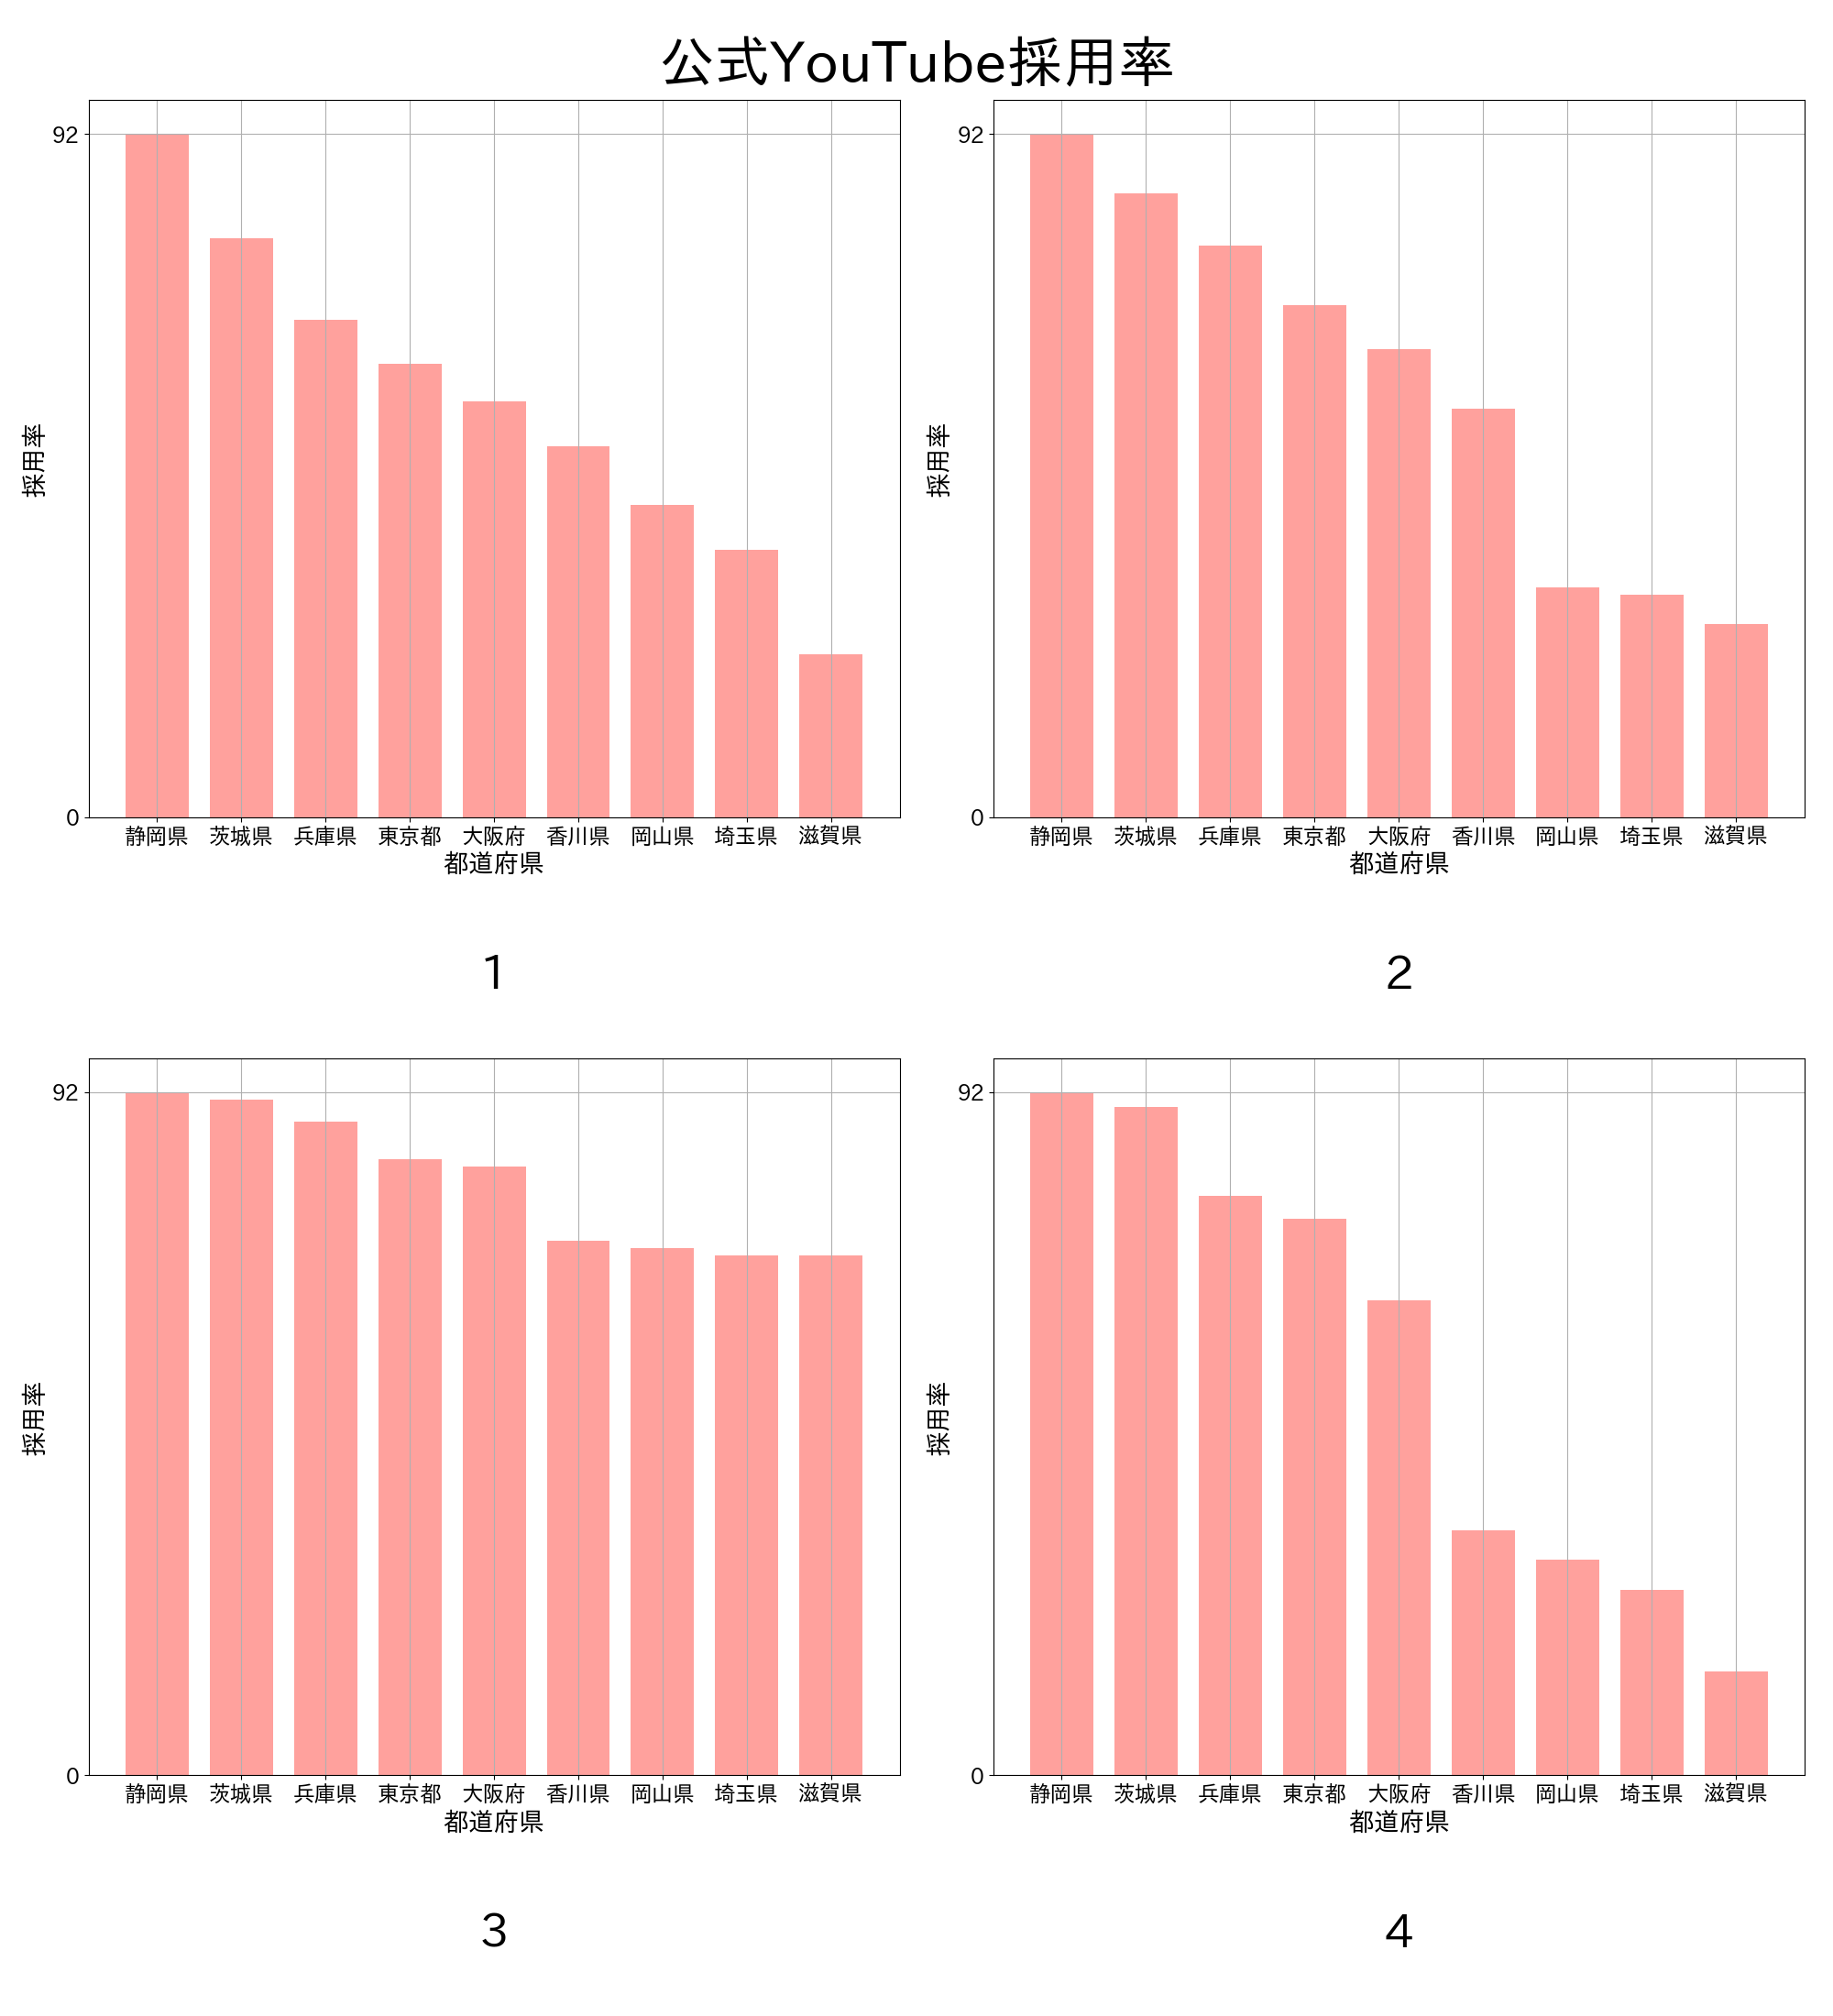 公式YouTube採用率
92
0
採用率
静岡県 茨城県 兵庫県 東京都 大阪府 香川県 岡山県 埼玉県 滋賀県
都道府県
1
92
0
採用率
静岡県 茨城県 兵庫県 東京都 大阪府 香川県 岡山県 埼玉県 滋賀県
都道府県
2
92
0
採用率
静岡県 茨城県 兵庫県 東京都 大阪府 香川県 岡山県 埼玉県 滋賀県
都道府県
3
92
0
採用率
静岡県 茨城県 兵庫県 東京都 大阪府 香川県 岡山県 埼玉県 滋賀県
都道府県
4